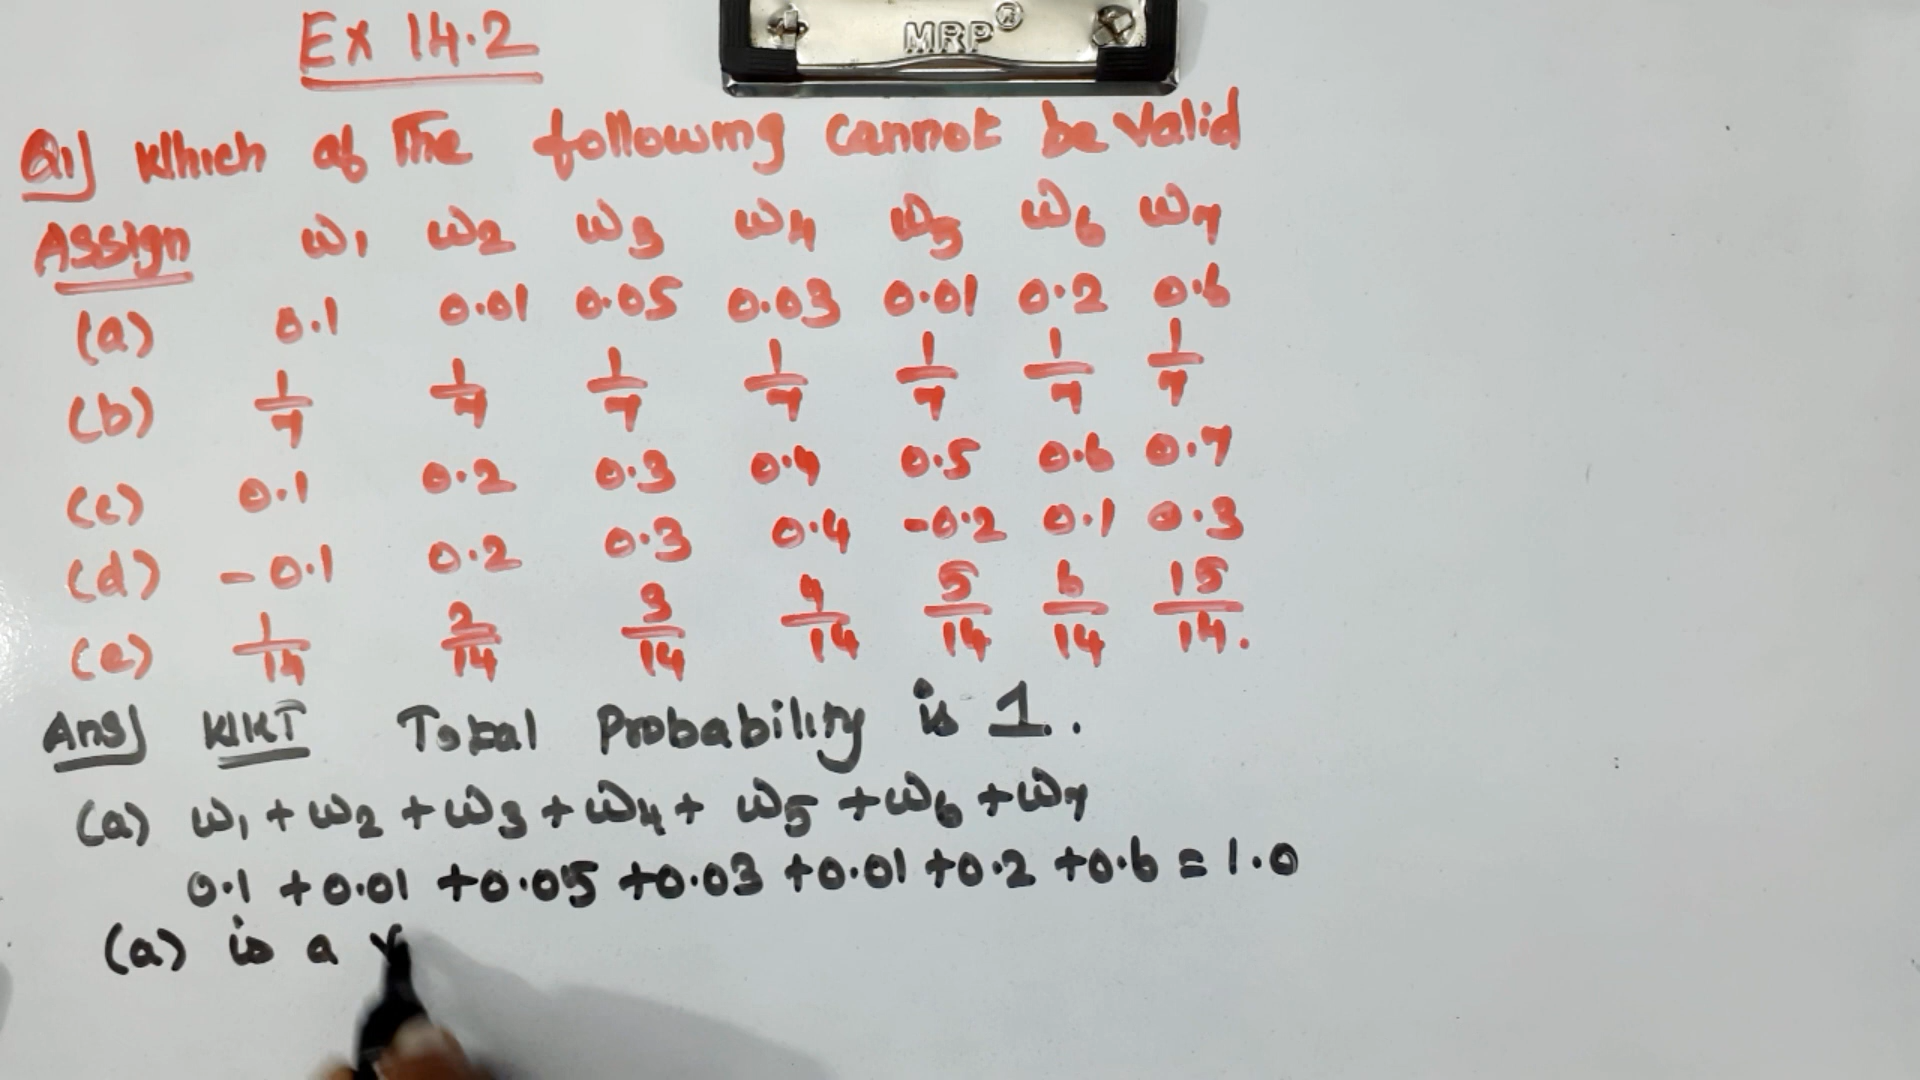 MRP®
Ex 14.2
Q1] Which of The following cannot be valid
Assign ω1 ω2 ω3 ω4 ω5 ω6 ω7
(a) 0.1 0.01 0.05 0.03 0.01 0.2 0.6
(b) 1/7 1/7 1/7 1/7 1/7 1/7 1/7
(c) 0.1 0.2 0.3 0.4 0.5 0.6 0.7
(d) -0.1 0.2 0.3 0.4 -0.2 0.1 0.3
(e) 1/14 2/14 3/14 4/14 5/14 6/14 15/14.
Ans] WKT Total Probability is 1.
(a) ω1 + ω2 + ω3 + ω4 + ω5 + ω6 + ω7
0.1 + 0.01 + 0.05 + 0.03 + 0.01 + 0.2 + 0.6 = 1.0
(a) is a v